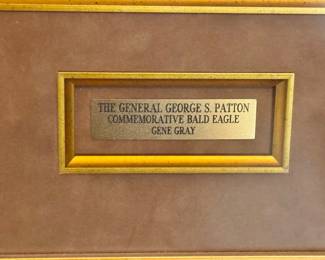 THE GENERAL GEORGE S. PATTON
COMMEMORATIVE BALD EAGLE
GENE GRAY